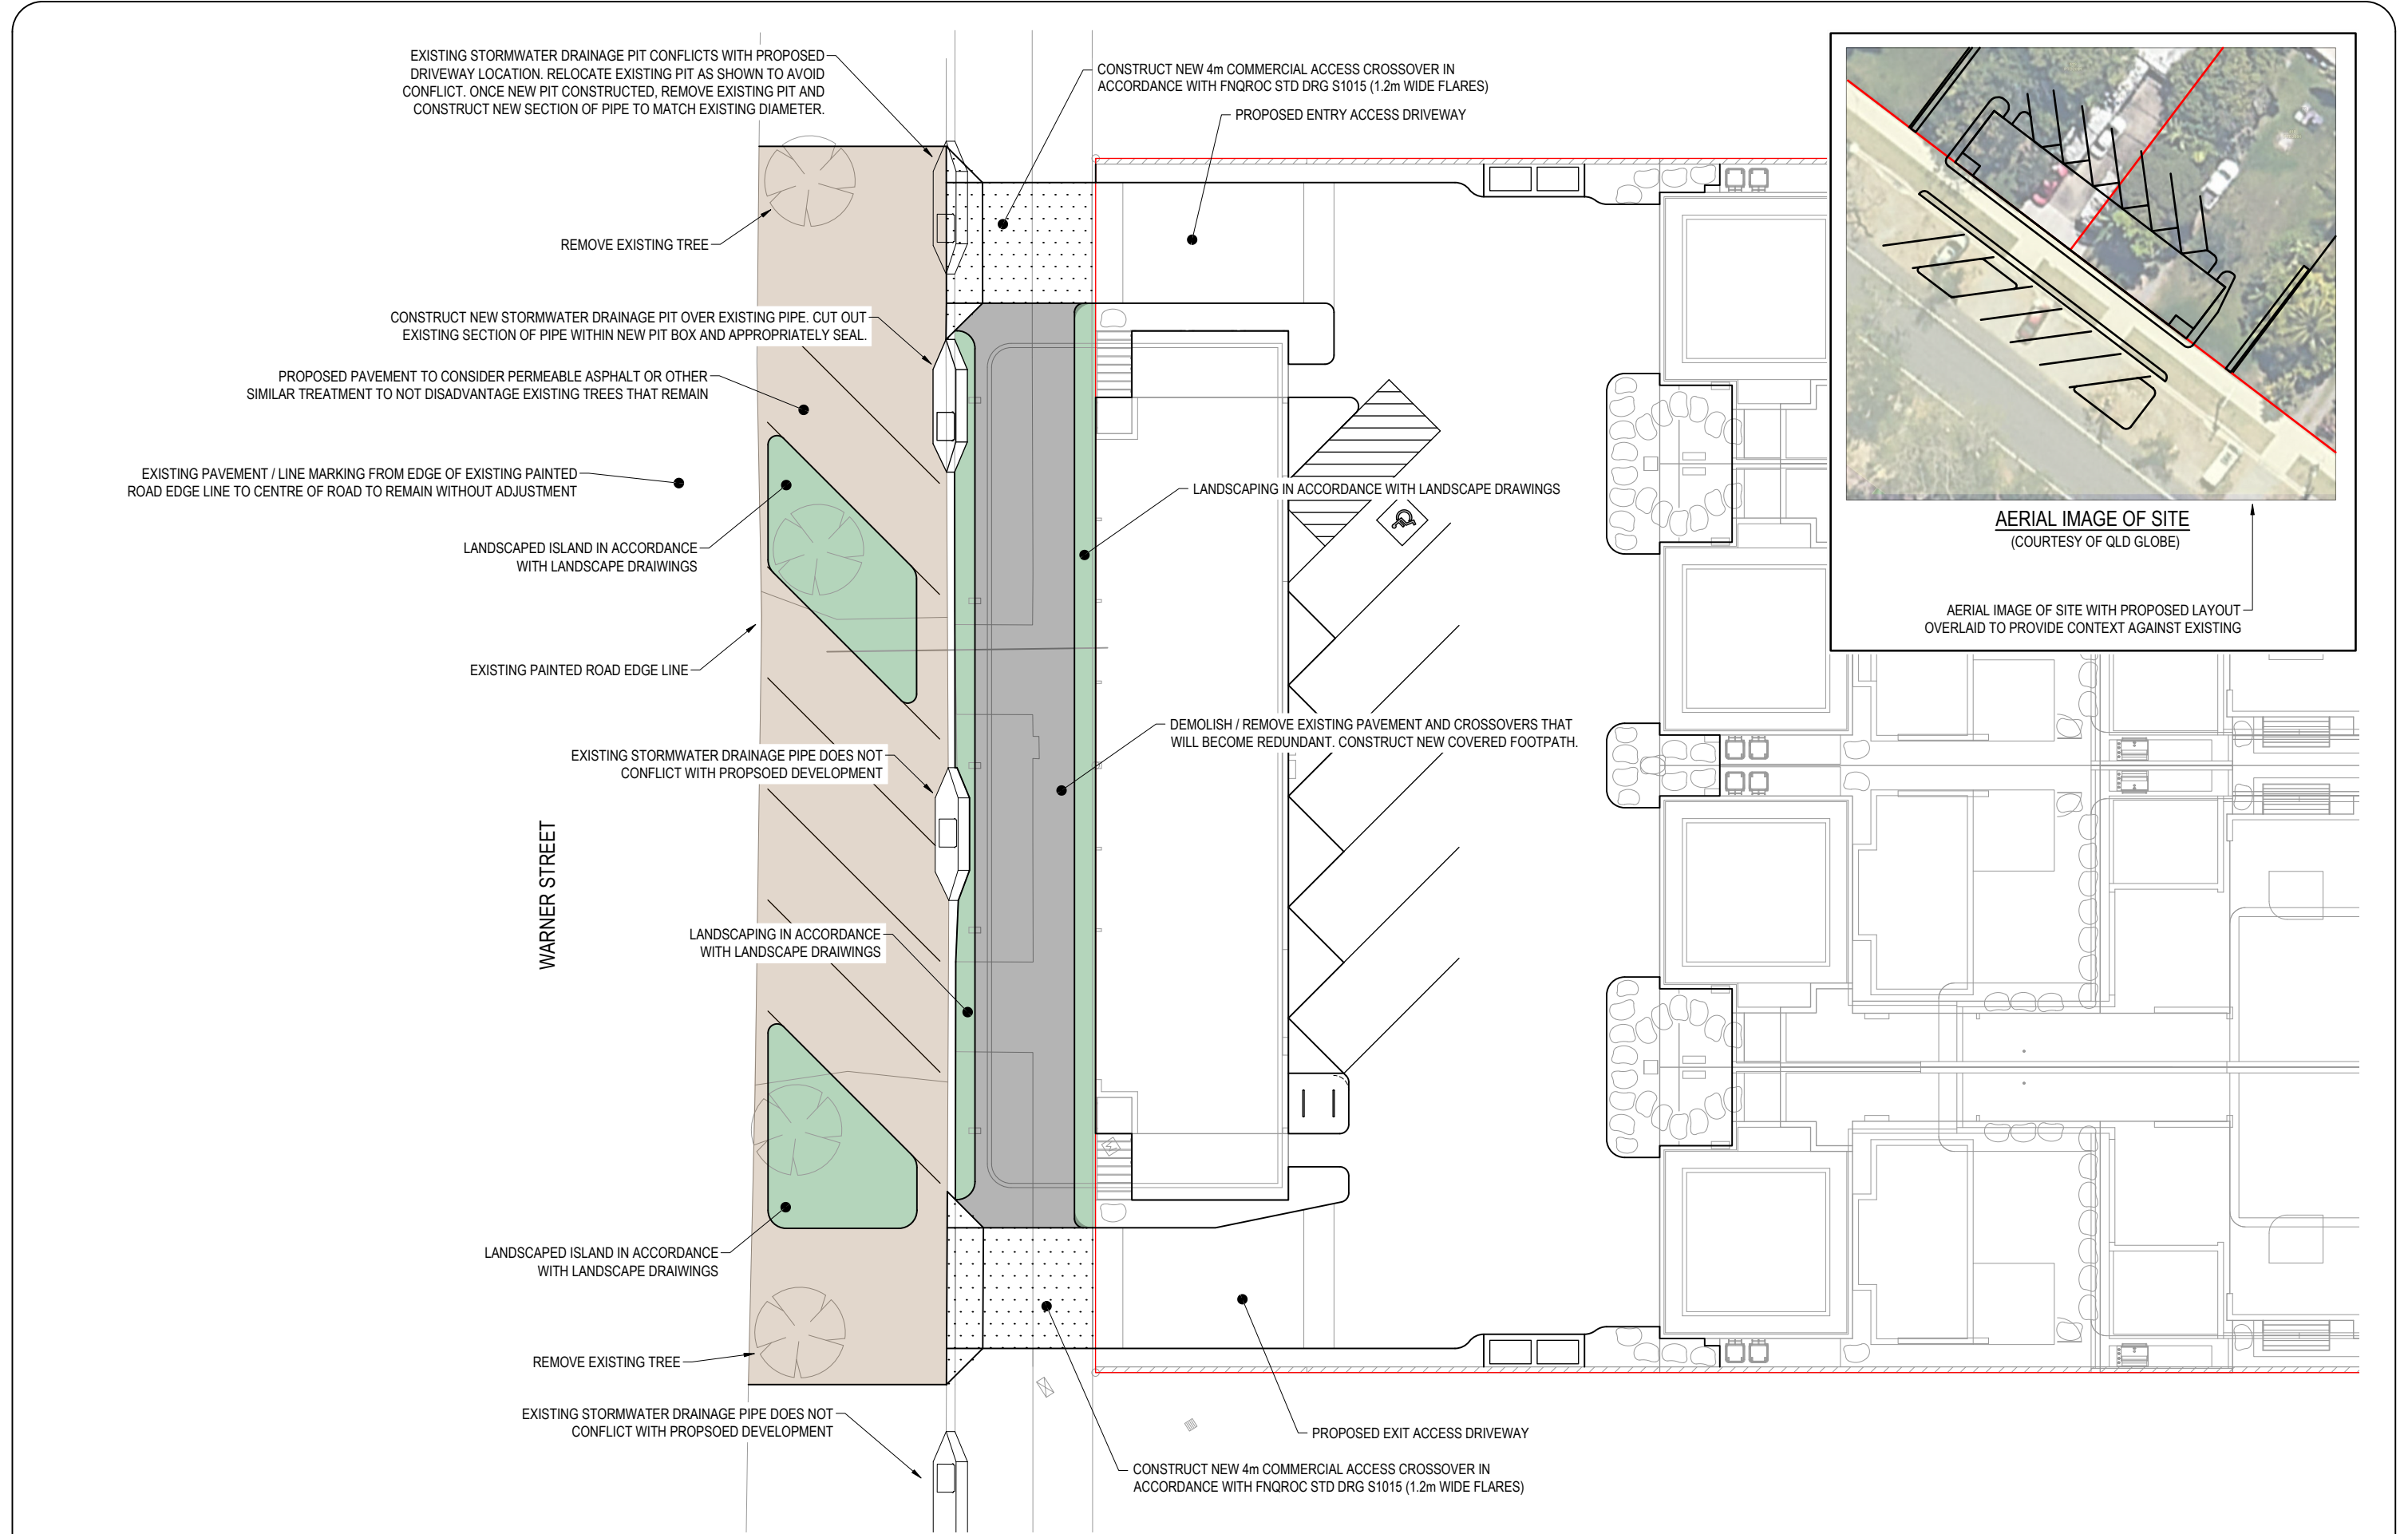 EXISTING STORMWATER DRAINAGE PIT CONFLICTS WITH PROPOSED
DRIVEWAY LOCATION. RELOCATE EXISTING PIT AS SHOWN TO AVOID
CONFLICT. ONCE NEW PIT CONSTRUCTED, REMOVE EXISTING PIT AND
CONSTRUCT NEW SECTION OF PIPE TO MATCH EXISTING DIAMETER.
CONSTRUCT NEW 4m COMMERCIAL ACCESS CROSSOVER IN
ACCORDANCE WITH FNQROC STD DRG S1015 (1.2m WIDE FLARES)
PROPOSED ENTRY ACCESS DRIVEWAY
REMOVE EXISTING TREE
CONSTRUCT NEW STORMWATER DRAINAGE PIT OVER EXISTING PIPE. CUT OUT
EXISTING SECTION OF PIPE WITHIN NEW PIT BOX AND APPROPRIATELY SEAL.
PROPOSED PAVEMENT TO CONSIDER PERMEABLE ASPHALT OR OTHER
SIMILAR TREATMENT TO NOT DISADVANTAGE EXISTING TREES THAT REMAIN
EXISTING PAVEMENT / LINE MARKING FROM EDGE OF EXISTING PAINTED
ROAD EDGE LINE TO CENTRE OF ROAD TO REMAIN WITHOUT ADJUSTMENT
LANDSCAPING IN ACCORDANCE WITH LANDSCAPE DRAWINGS
LANDSCAPED ISLAND IN ACCORDANCE
WITH LANDSCAPE DRAIWINGS
AERIAL IMAGE OF SITE
(COURTESY OF QLD GLOBE)
AERIAL IMAGE OF SITE WITH PROPOSED LAYOUT
OVERLAID TO PROVIDE CONTEXT AGAINST EXISTING
EXISTING PAINTED ROAD EDGE LINE
DEMOLISH / REMOVE EXISTING PAVEMENT AND CROSSOVERS THAT
WILL BECOME REDUNDANT. CONSTRUCT NEW COVERED FOOTPATH.
EXISTING STORMWATER DRAINAGE PIPE DOES NOT
CONFLICT WITH PROPSOED DEVELOPMENT
WARNER STREET
LANDSCAPING IN ACCORDANCE
WITH LANDSCAPE DRAIWINGS
LANDSCAPED ISLAND IN ACCORDANCE
WITH LANDSCAPE DRAIWINGS
REMOVE EXISTING TREE
EXISTING STORMWATER DRAINAGE PIPE DOES NOT
CONFLICT WITH PROPSOED DEVELOPMENT
PROPOSED EXIT ACCESS DRIVEWAY
CONSTRUCT NEW 4m COMMERCIAL ACCESS CROSSOVER IN
ACCORDANCE WITH FNQROC STD DRG S1015 (1.2m WIDE FLARES)